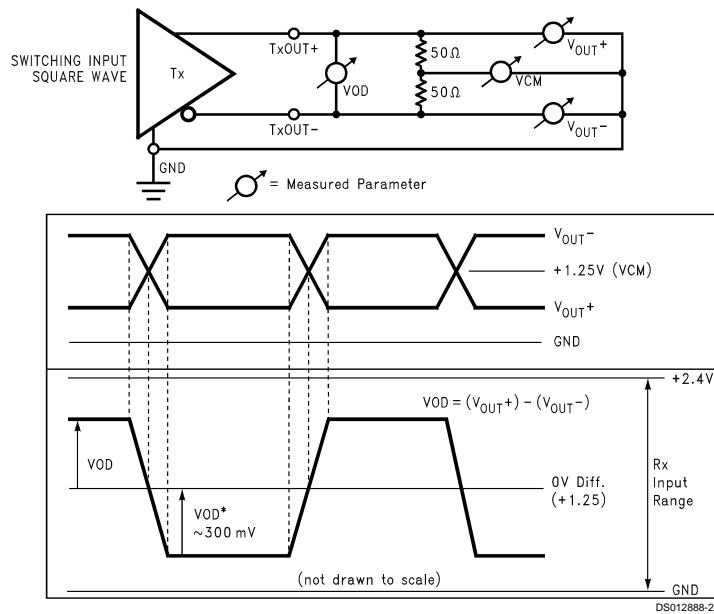 TxOUT+
VOUT+
SWITCHING INPUT
SQUARE WAVE
Tx
50Ω
VOD
VCM
50Ω
TxOUT-
VOUT-
GND
= Measured Parameter
VOUT-
+1.25V (VCM)
VOUT+
GND
+2.4V
VOD = (VOUT+) - (VOUT-)
VOD
Rx
Input
Range
0V Diff.
(+1.25)
VOD*
~300 mV
(not drawn to scale)
GND
DS012888-2